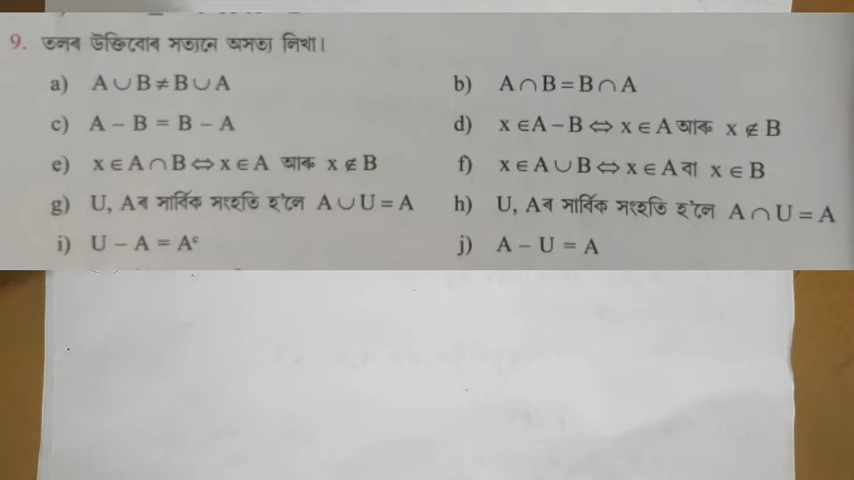 9. তলৰ উক্তিবোৰ সত্যনে অসত্য লিখা।
a) A ∪ B ≠ B ∪ A b) A ∩ B = B ∩ A
c) A – B = B – A d) x ∈ A – B ⇔ x ∈ A আৰু x ∉ B
e) x ∈ A ∩ B ⇔ x ∈ A আৰু x ∉ B f) x ∈ A ∪ B ⇔ x ∈ A বা x ∈ B
g) U, Aৰ সাৰ্বিক সংহতি হ'লে A ∪ U = A h) U, Aৰ সাৰ্বিক সংহতি হ'লে A ∩ U = A
i) U – A = Aᶜ j) A – U = A